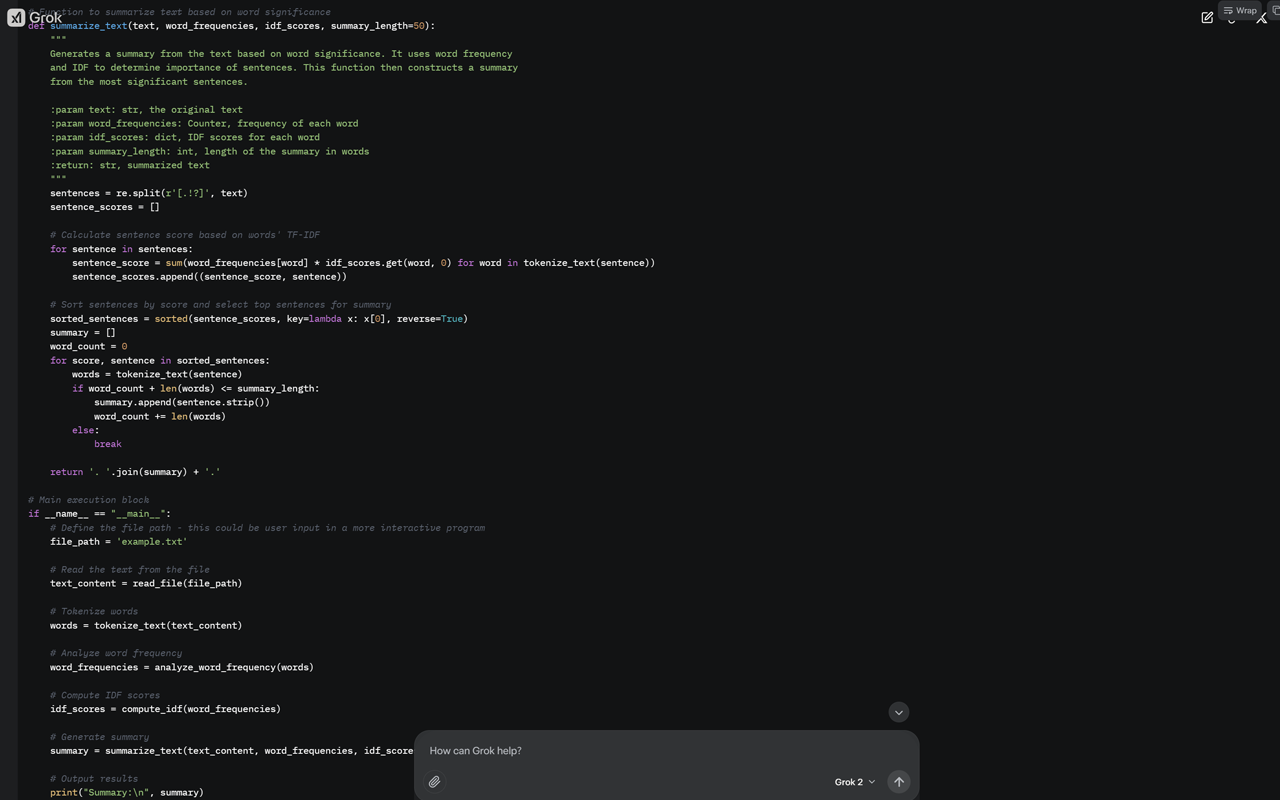 Grok
Wrap
# Function to summarize text based on word significance
def summarize_text(text, word_frequencies, idf_scores, summary_length=50):
    """
    Generates a summary from the text based on word significance. It uses word frequency
    and IDF to determine importance of sentences. This function then constructs a summary
    from the most significant sentences.

    :param text: str, the original text
    :param word_frequencies: Counter, frequency of each word
    :param idf_scores: dict, IDF scores for each word
    :param summary_length: int, length of the summary in words
    :return: str, summarized text
    """
    sentences = re.split(r'[.!?]', text)
    sentence_scores = []

    # Calculate sentence score based on words' TF-IDF
    for sentence in sentences:
        sentence_score = sum(word_frequencies[word] * idf_scores.get(word, 0) for word in tokenize_text(sentence))
        sentence_scores.append((sentence_score, sentence))

    # Sort sentences by score and select top sentences for summary
    sorted_sentences = sorted(sentence_scores, key=lambda x: x[0], reverse=True)
    summary = []
    word_count = 0
    for score, sentence in sorted_sentences:
        words = tokenize_text(sentence)
        if word_count + len(words) <= summary_length:
            summary.append(sentence.strip())
            word_count += len(words)
        else:
            break

    return '. '.join(summary) + '.'

# Main execution block
if __name__ == "__main__":
    # Define the file path - this could be user input in a more interactive program
    file_path = 'example.txt'

    # Read the text from the file
    text_content = read_file(file_path)

    # Tokenize words
    words = tokenize_text(text_content)

    # Analyze word frequency
    word_frequencies = analyze_word_frequency(words)

    # Compute IDF scores
    idf_scores = compute_idf(word_frequencies)

    # Generate summary
    summary = summarize_text(text_content, word_frequencies, idf_score

    # Output results
    print("Summary:\n", summary)
How can Grok help?
Grok 2